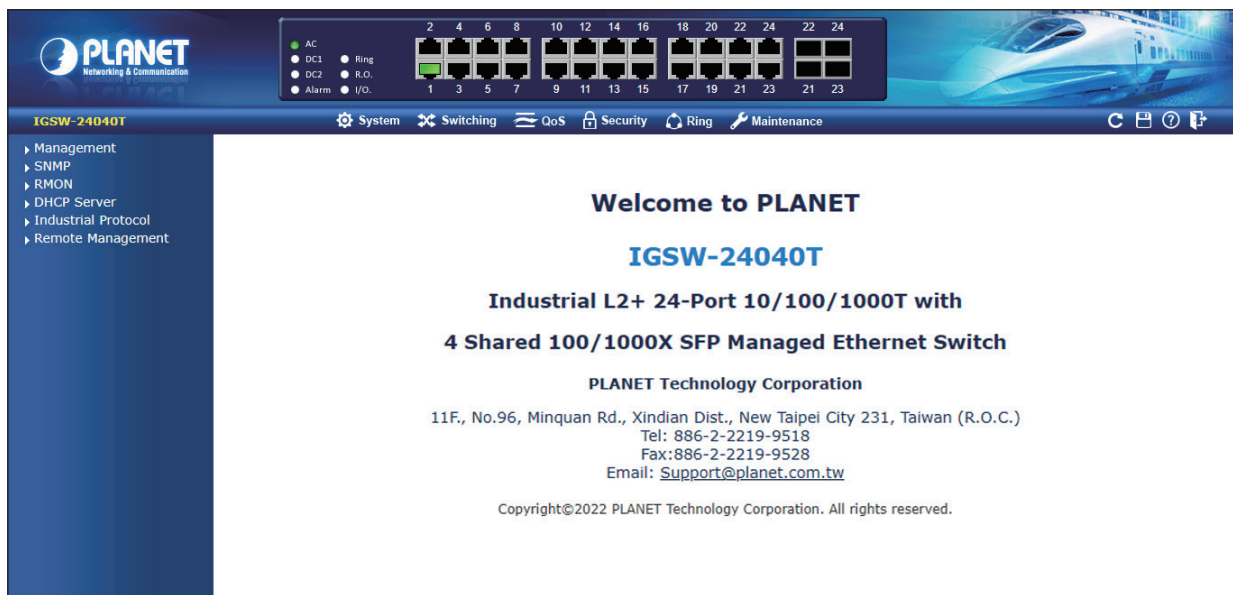 PLANET
Networking & Communication
2 4 6 8 10 12 14 16 18 20 22 24 22 24
AC
DC1 Ring
DC2 R.O.
Alarm I/O.
1 3 5 7 9 11 13 15 17 19 21 23 21 23
IGSW-24040T
System Switching QoS Security Ring Maintenance
Management
SNMP
RMON
DHCP Server
Industrial Protocol
Remote Management
Welcome to PLANET
IGSW-24040T
Industrial L2+ 24-Port 10/100/1000T with
4 Shared 100/1000X SFP Managed Ethernet Switch
PLANET Technology Corporation
11F., No.96, Minquan Rd., Xindian Dist., New Taipei City 231, Taiwan (R.O.C.)
Tel: 886-2-2219-9518
Fax:886-2-2219-9528
Email: Support@planet.com.tw
Copyright©2022 PLANET Technology Corporation. All rights reserved.